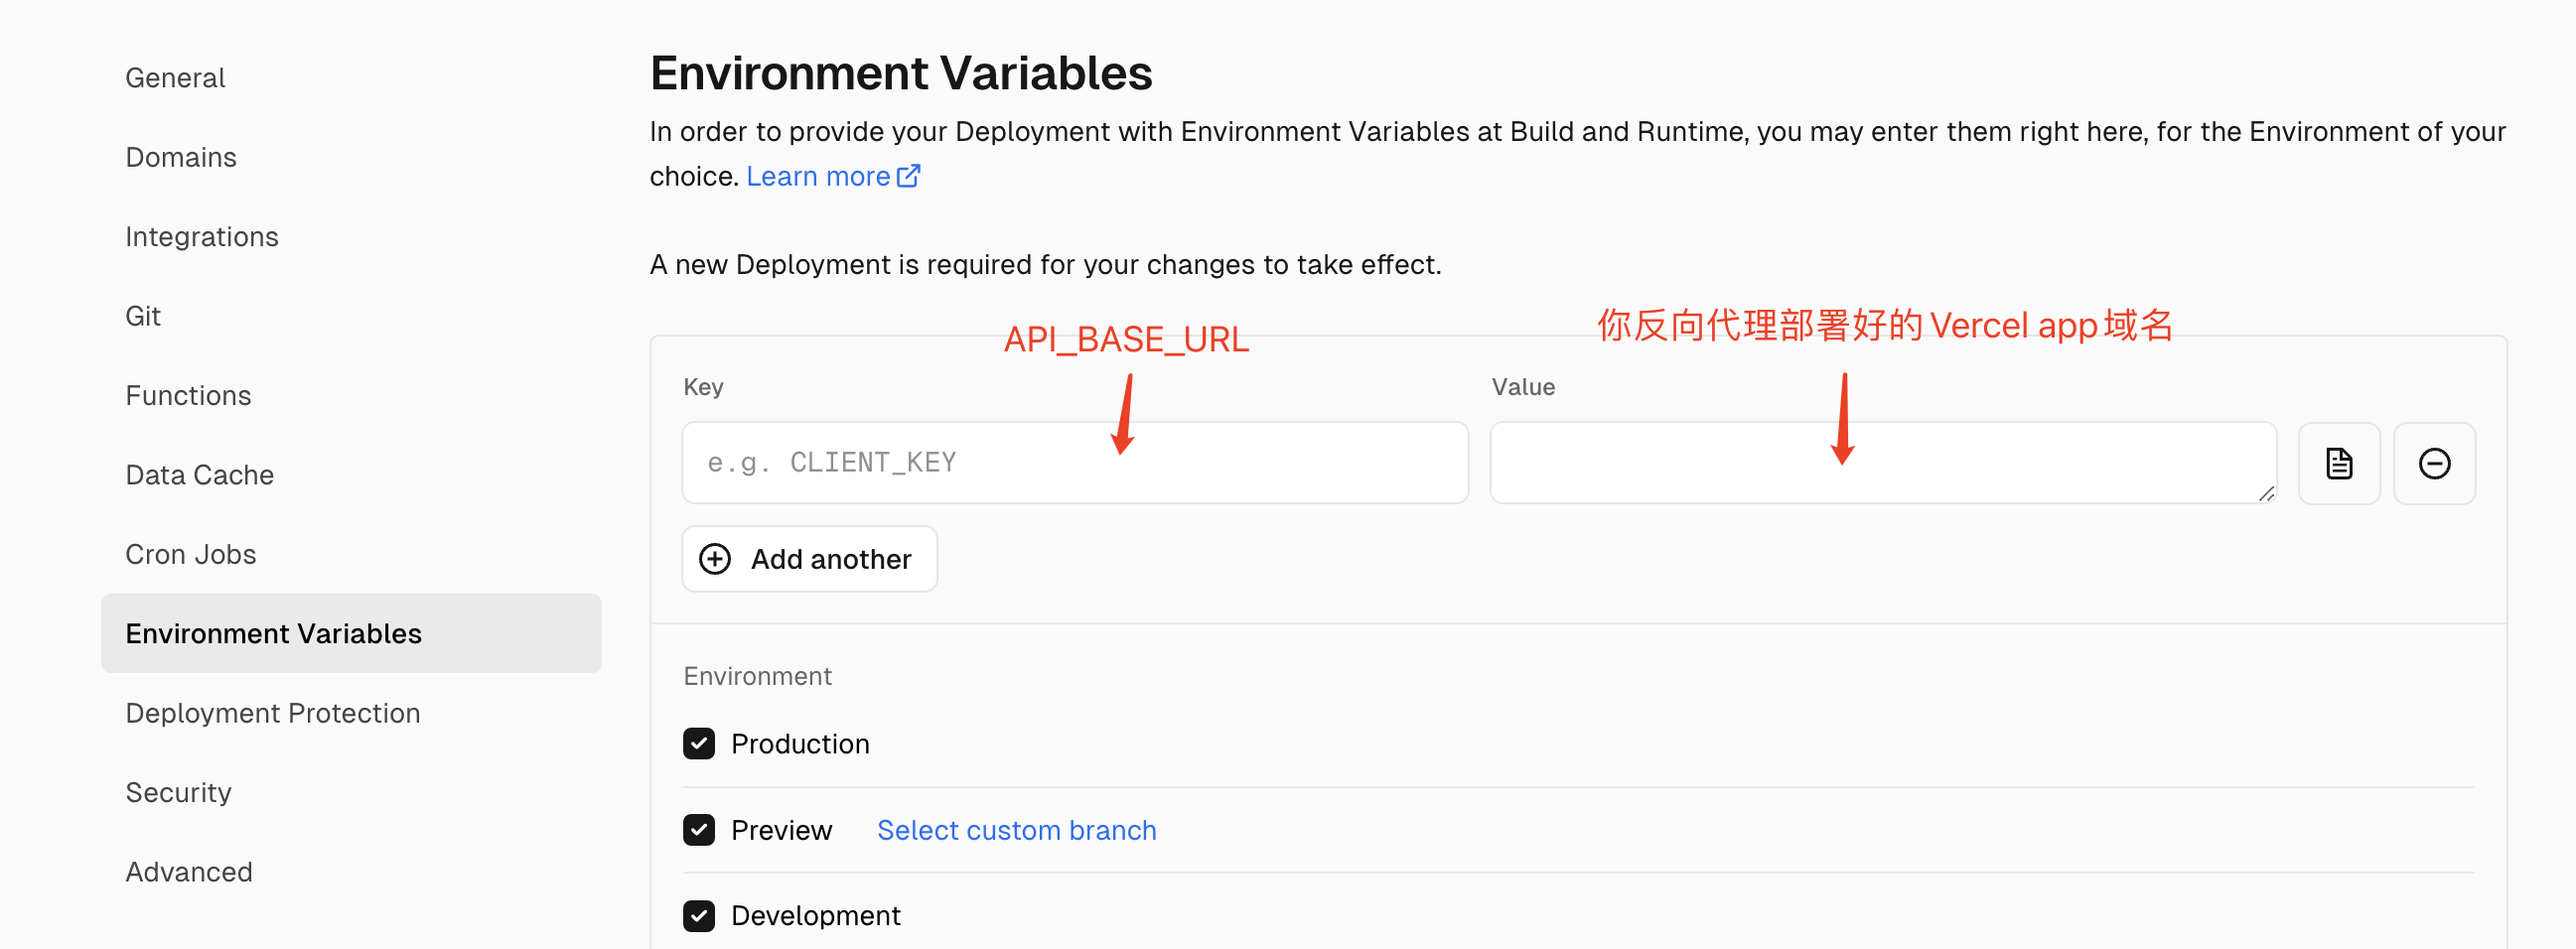 General
Domains
Integrations
Git
Functions
Data Cache
Cron Jobs
Environment Variables
Deployment Protection
Security
Advanced
Environment Variables
In order to provide your Deployment with Environment Variables at Build and Runtime, you may enter them right here, for the Environment of your
choice. Learn more
A new Deployment is required for your changes to take effect.
API_BASE_URL
你反向代理部署好的 Vercel app 域名
Key
Value
e.g. CLIENT_KEY
Add another
Environment
Production
Preview Select custom branch
Development